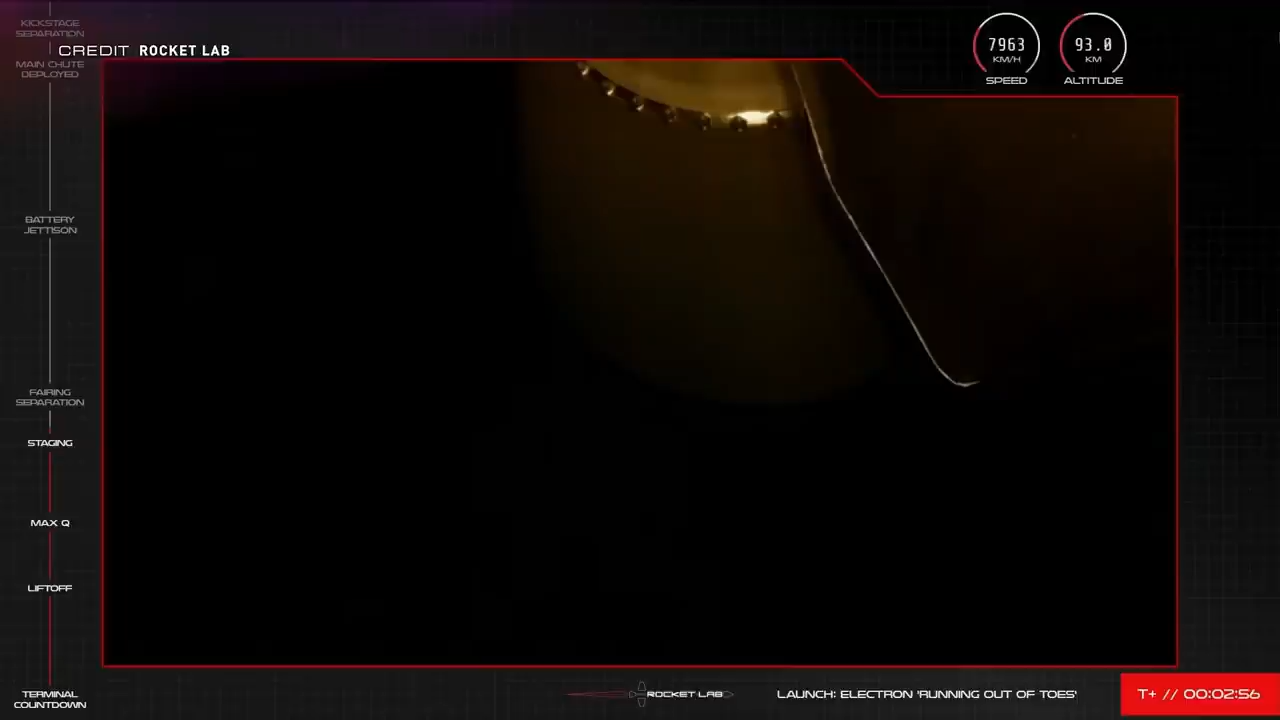 KICKSTAGE
SEPARATION
CREDIT ROCKET LAB
MAIN CHUTE
DEPLOYED
7963
KM/H
SPEED
93.0
KM
ALTITUDE
BATTERY
JETTISON
FAIRING
SEPARATION
STAGING
MAX Q
LIFTOFF
TERMINAL
COUNTDOWN
ROCKET LAB
LAUNCH: ELECTRON 'RUNNING OUT OF TOES'
T+ // 00:02:56